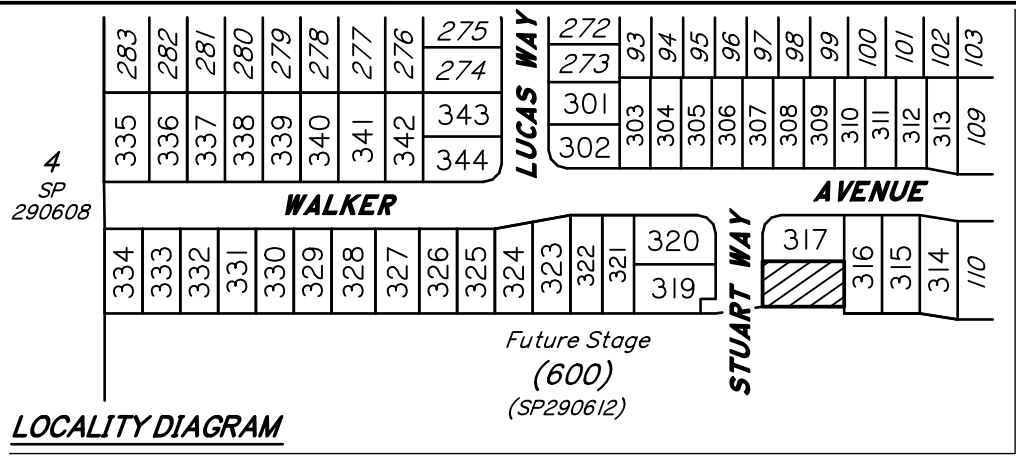 283 282 281 280 279 278 277 276 275 LUCAS WAY 272 93 94 95 96 97 98 99 100 101 102 103
274 273
335 336 337 338 339 340 341 342 343 301 303 304 305 306 307 308 309 310 311 312 313 109
344 302
4
SP
290608
WALKER AVENUE
334 333 332 331 330 329 328 327 326 325 324 323 322 321 320 STUART WAY 317 316 315 314 110
319
Future Stage
(600)
(SP290612)
LOCALITY DIAGRAM